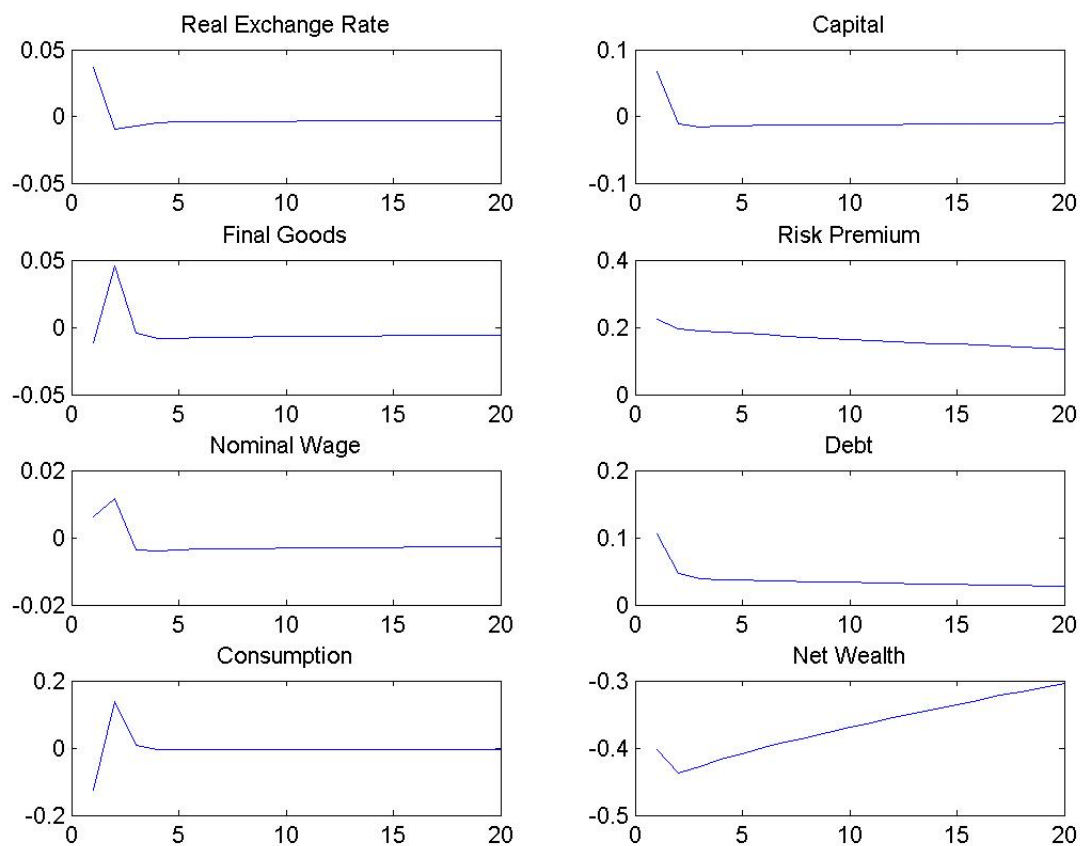 Real Exchange Rate
0.05
0
-0.05
0 5 10 15 20
Capital
0.1
0
-0.1
0 5 10 15 20
Final Goods
0.05
0
-0.05
0 5 10 15 20
Risk Premium
0.4
0.2
0
0 5 10 15 20
Nominal Wage
0.02
0
-0.02
0 5 10 15 20
Debt
0.2
0.1
0
0 5 10 15 20
Consumption
0.2
0
-0.2
0 5 10 15 20
Net Wealth
-0.3
-0.4
-0.5
0 5 10 15 20